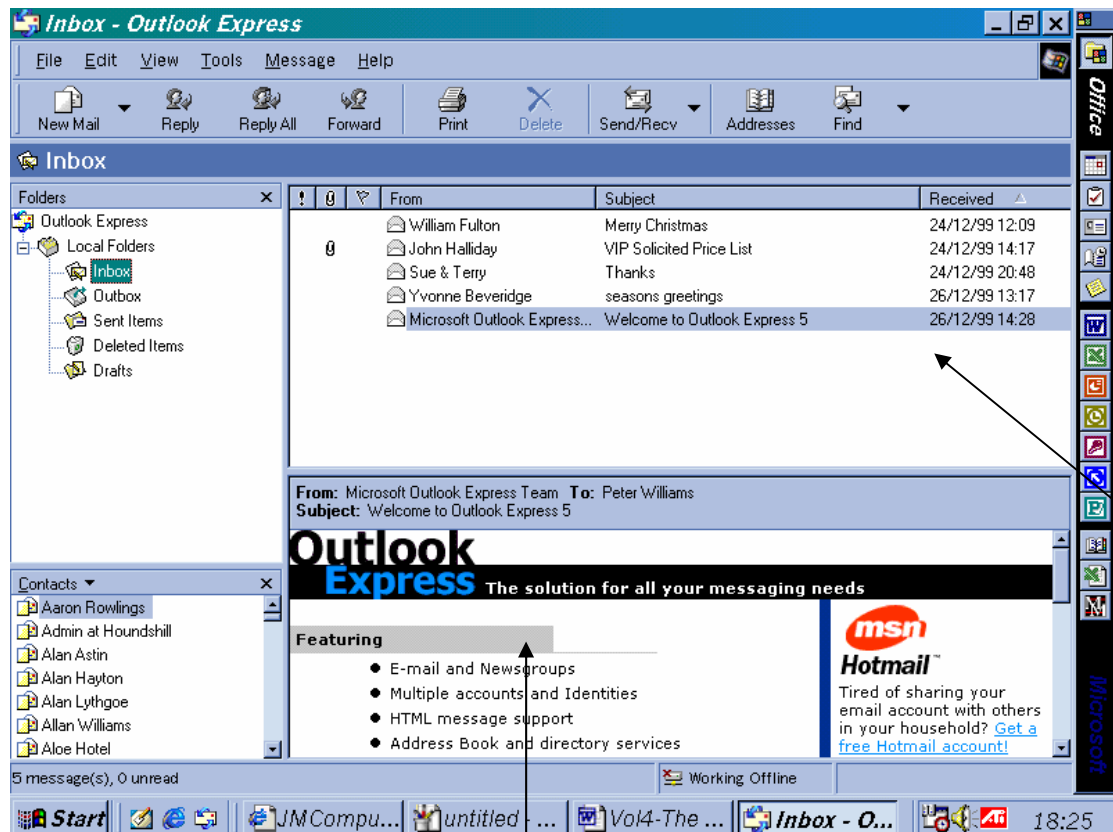 Inbox - Outlook Express
File Edit View Tools Message Help
New Mail Reply Reply All Forward Print Delete Send/Recv Addresses Find
Office
Inbox
Folders
Outlook Express
Local Folders
Inbox
Outbox
Sent Items
Deleted Items
Drafts
! From Subject Received
William Fulton Merry Christmas 24/12/99 12:09
John Halliday VIP Solicited Price List 24/12/99 14:17
Sue & Terry Thanks 24/12/99 20:48
Yvonne Beveridge seasons greetings 26/12/99 13:17
Microsoft Outlook Express... Welcome to Outlook Express 5 26/12/99 14:28
From: Microsoft Outlook Express Team To: Peter Williams
Subject: Welcome to Outlook Express 5
Outlook
Express The solution for all your messaging needs
Featuring
E-mail and Newsgroups
Multiple accounts and Identities
HTML message support
Address Book and directory services
msn
Hotmail™
Tired of sharing your
email account with others
in your household? Get a
free Hotmail account!
Contacts
Aaron Rowlings
Admin at Houndshill
Alan Astin
Alan Hayton
Alan Lythgoe
Allan Williams
Aloe Hotel
Microsoft
5 message(s), 0 unread Working Offline
Start JMCompu... untitled - ... Vol4-The ... Inbox - O... ATI 18:25